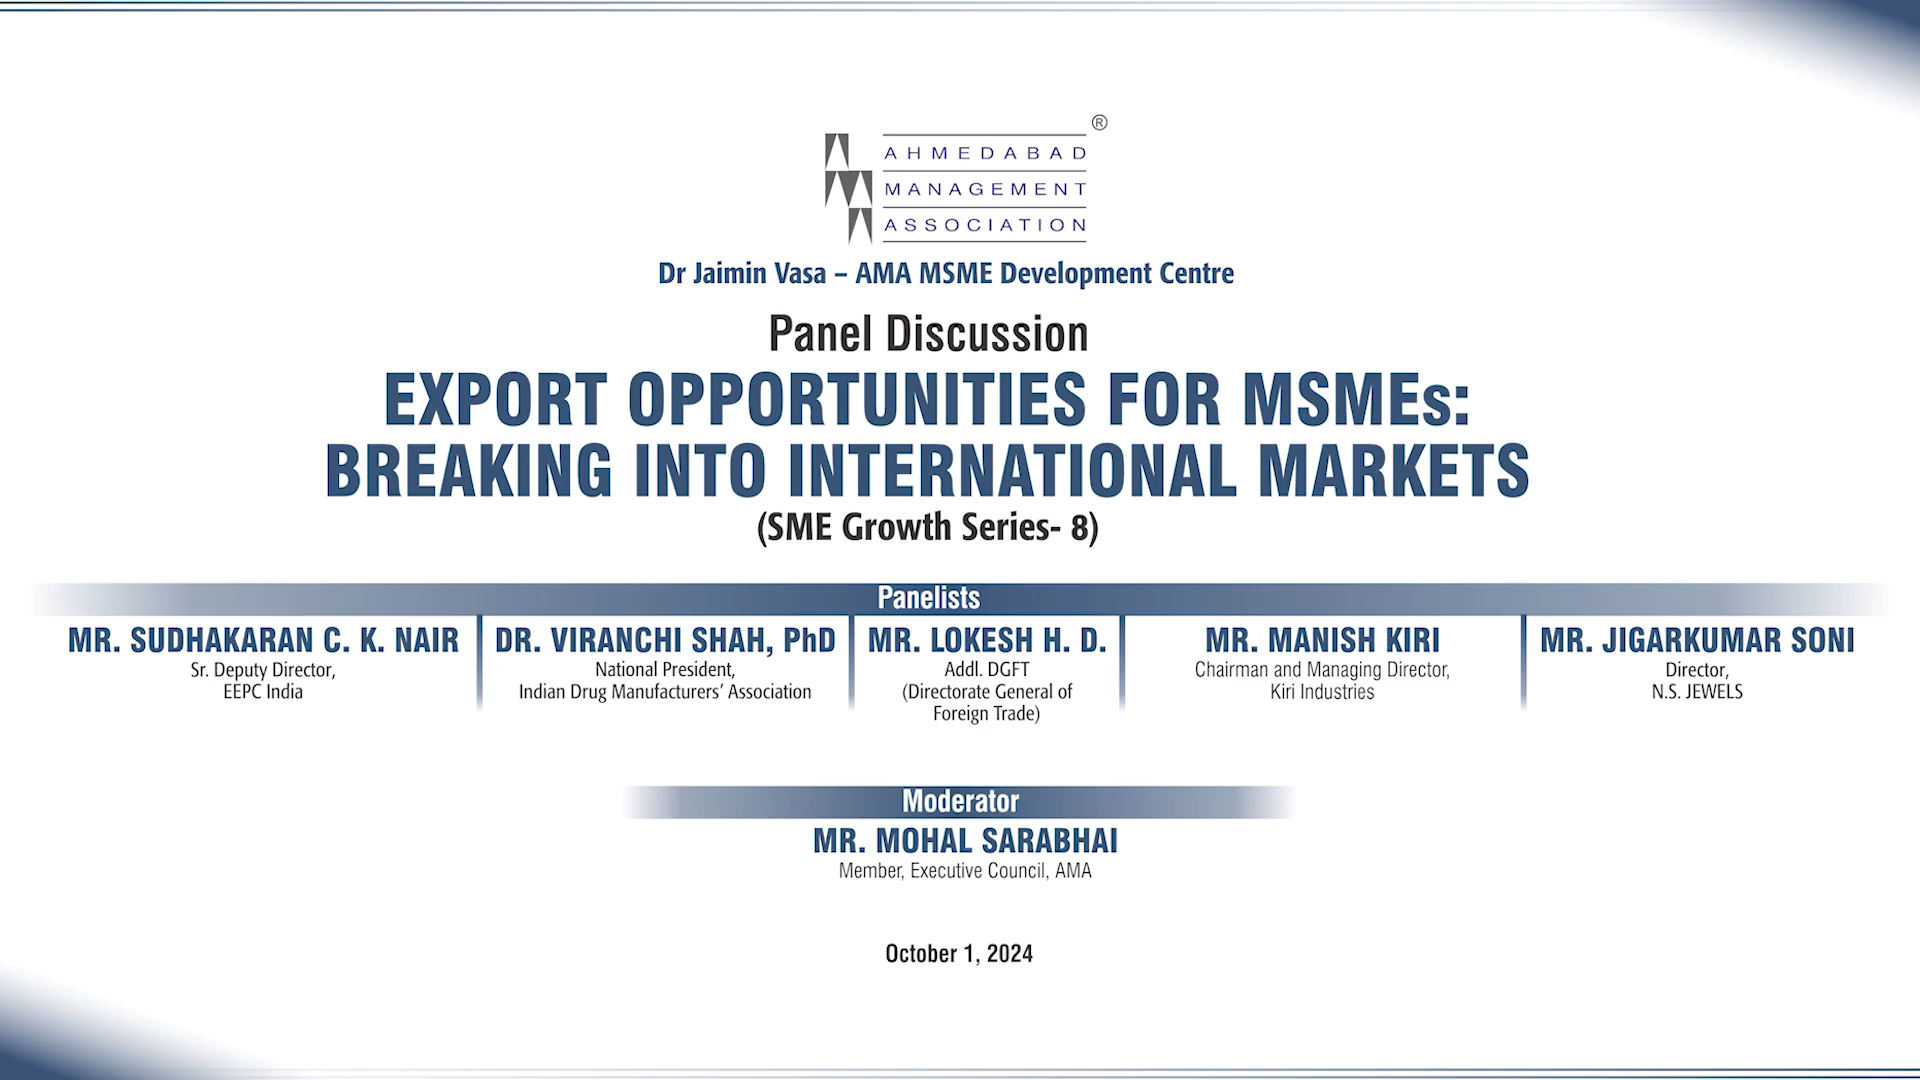 ®
AHMEDABAD
MANAGEMENT
ASSOCIATION
Dr Jaimin Vasa – AMA MSME Development Centre
Panel Discussion
EXPORT OPPORTUNITIES FOR MSMEs:
BREAKING INTO INTERNATIONAL MARKETS
(SME Growth Series- 8)
Panelists
MR. SUDHAKARAN C. K. NAIR
Sr. Deputy Director,
EEPC India
DR. VIRANCHI SHAH, PhD
National President,
Indian Drug Manufacturers’ Association
MR. LOKESH H. D.
Addl. DGFT
(Directorate General of
Foreign Trade)
MR. MANISH KIRI
Chairman and Managing Director,
Kiri Industries
MR. JIGARKUMAR SONI
Director,
N.S. JEWELS
Moderator
MR. MOHAL SARABHAI
Member, Executive Council, AMA
October 1, 2024